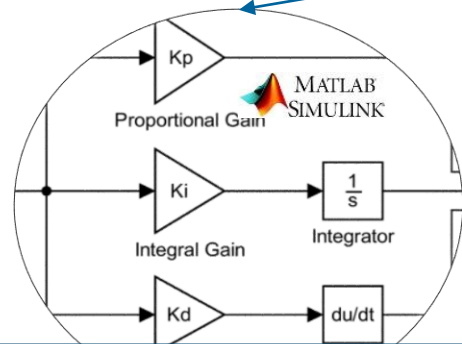 Kp
MATLAB
SIMULINK
Proportional Gain
Ki
1
s
Integral Gain
Integrator
Kd
du/dt